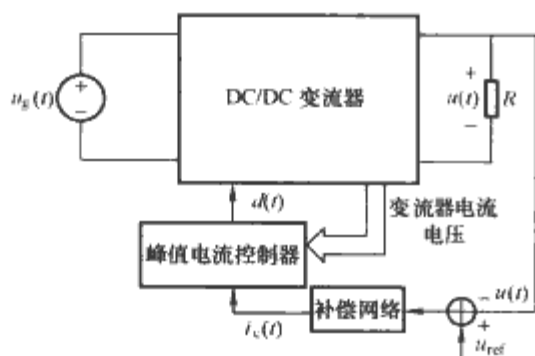 DC/DC 变流器
u_g(t)
+
−
+
u(t)
−
R
d(t)
变流器电流
电压
峰值电流控制器
补偿网络
i_c(t)
− u(t)
+
u_ref